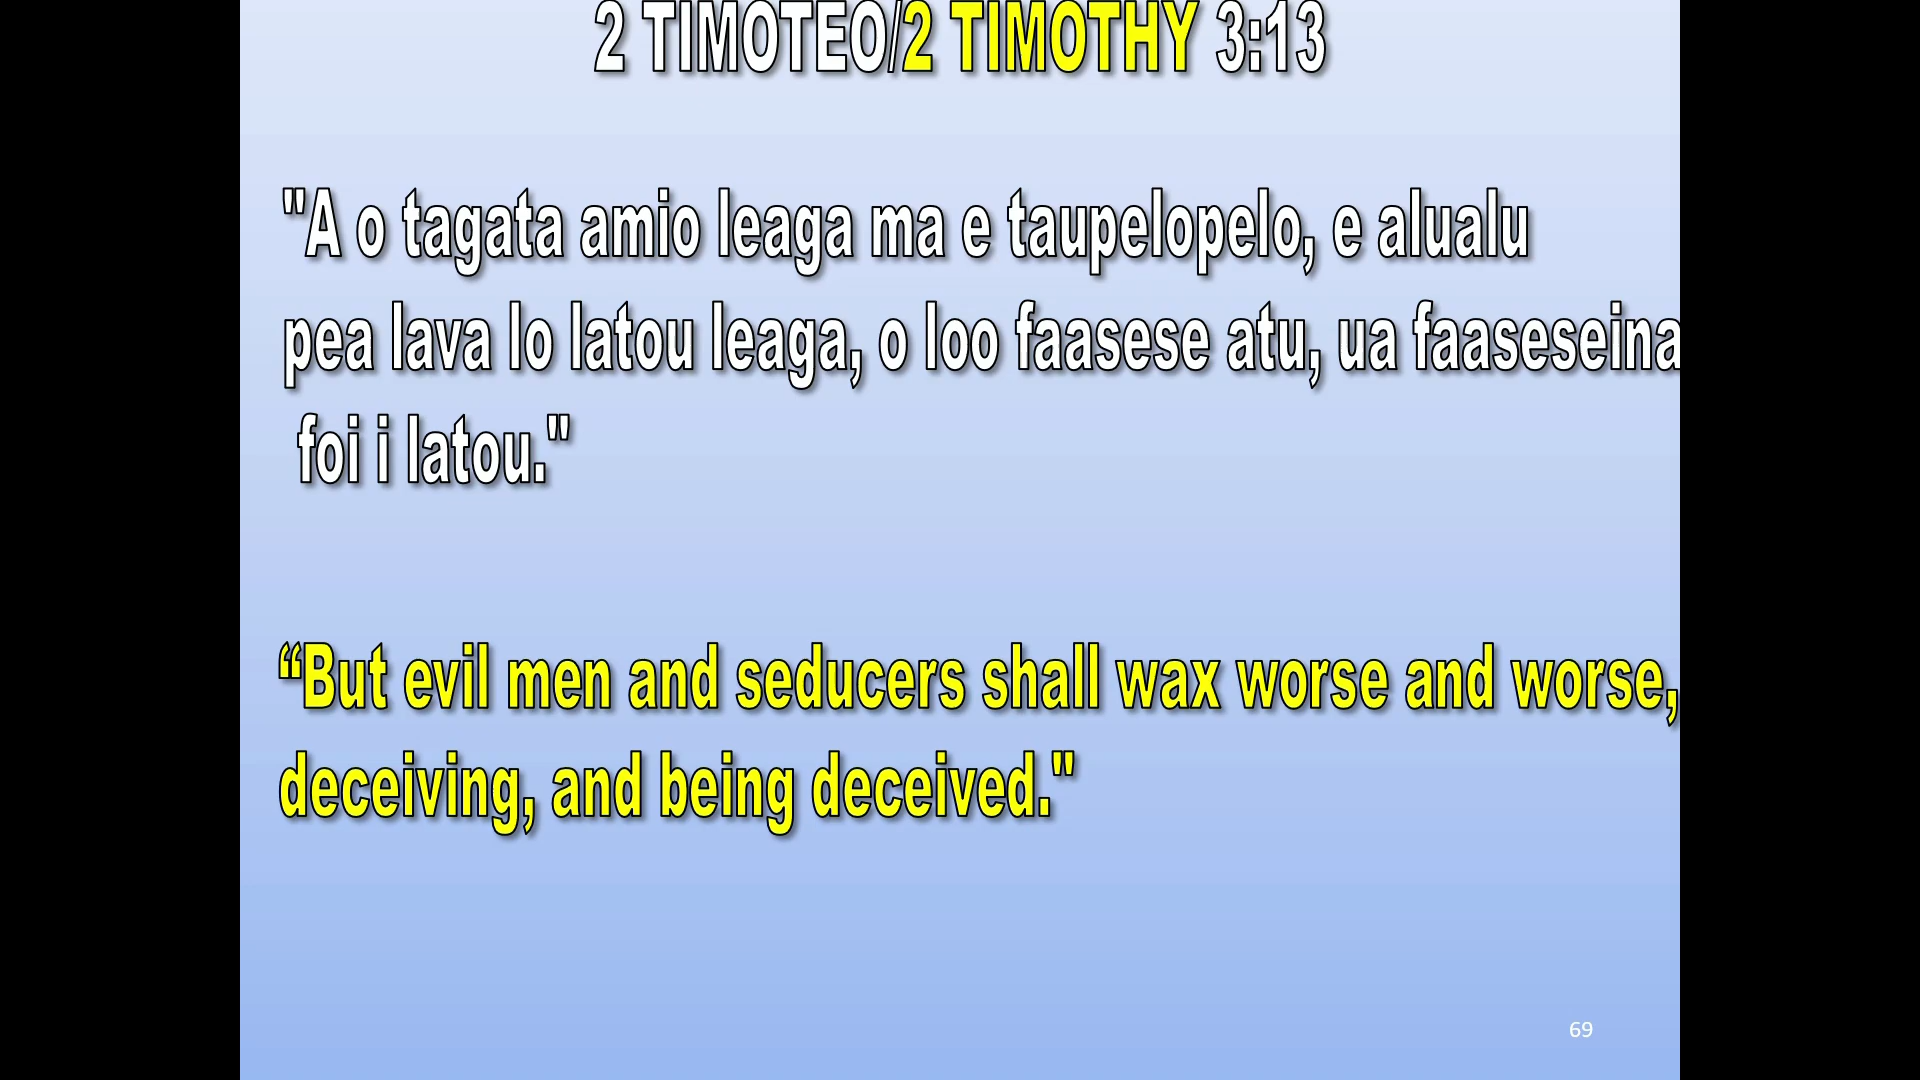 2 TIMOTEO/2 TIMOTHY 3:13
"A o tagata amio leaga ma e taupelopelo, e alualu
pea lava lo latou leaga, o loo faasese atu, ua faaseseina
foi i latou."
“But evil men and seducers shall wax worse and worse,
deceiving, and being deceived."
69